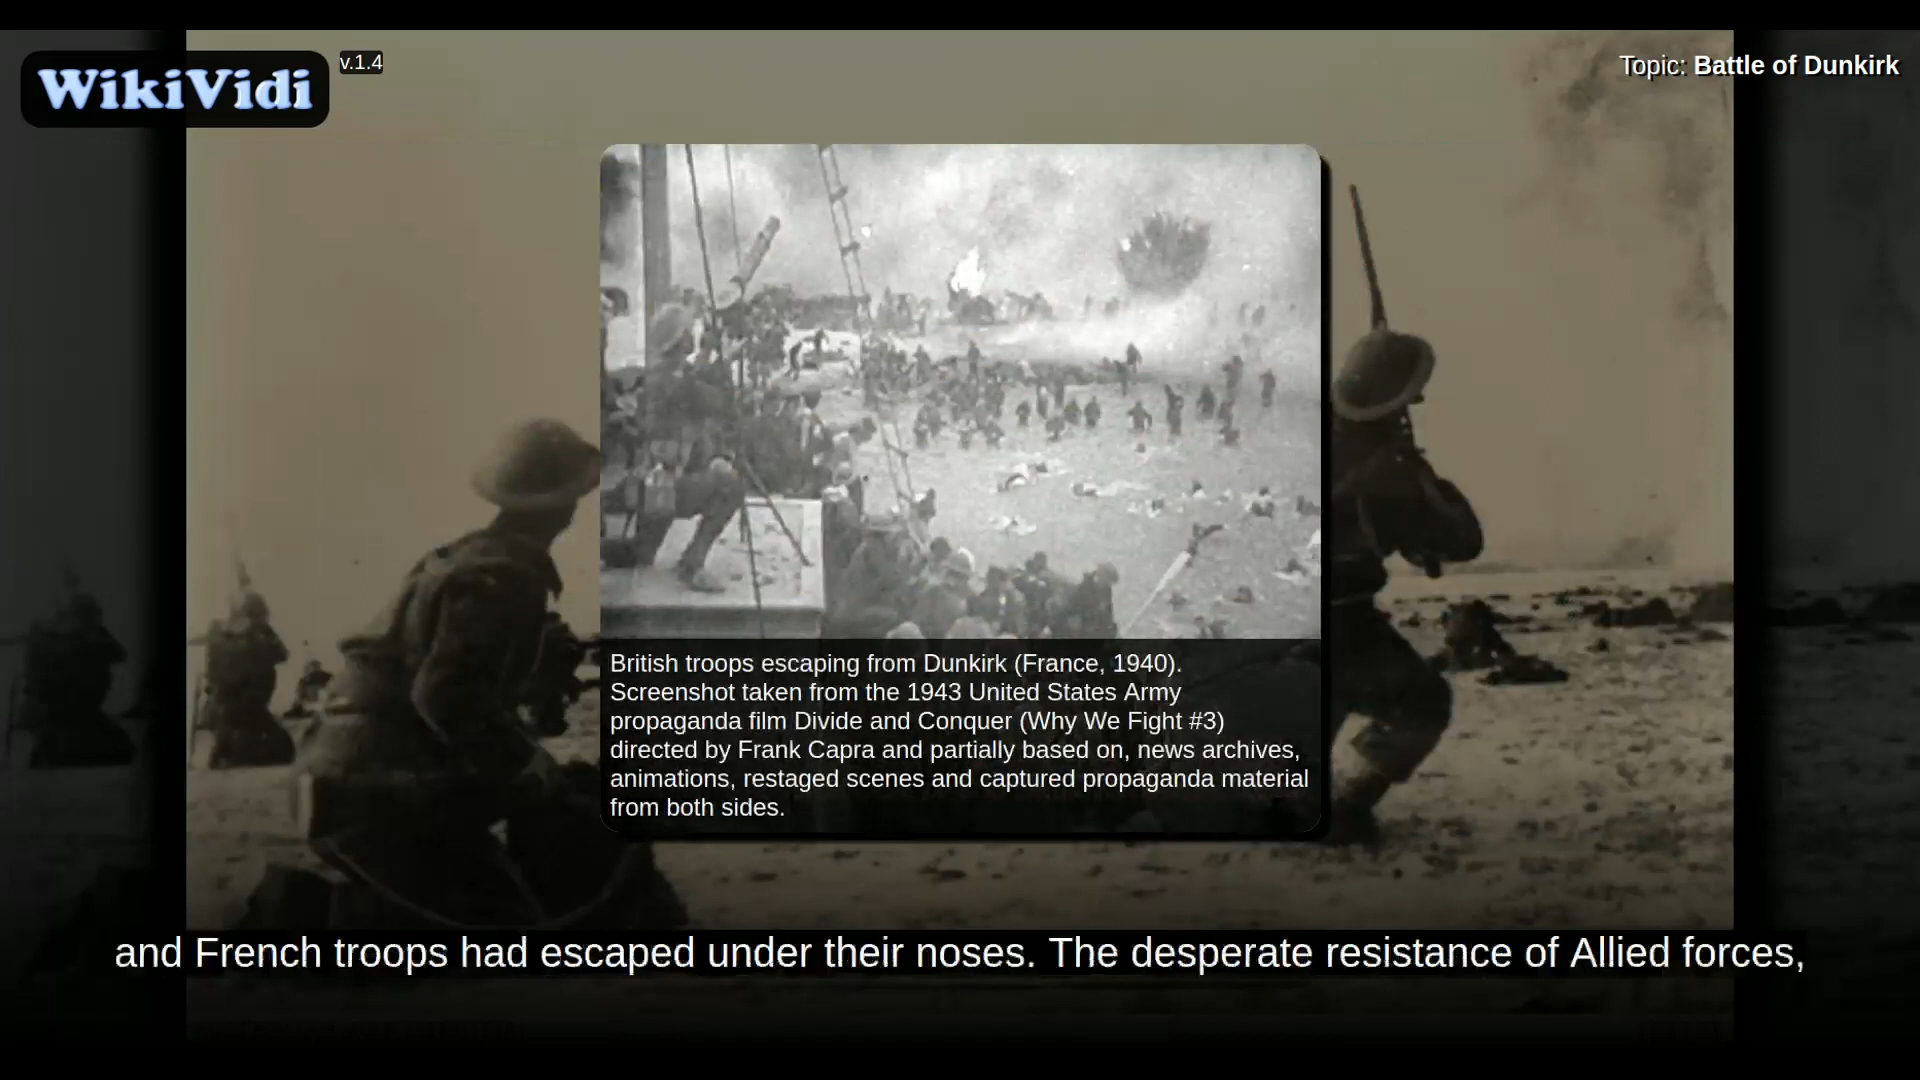 WikiVidi
v.1.4
Topic: Battle of Dunkirk
British troops escaping from Dunkirk (France, 1940).
Screenshot taken from the 1943 United States Army
propaganda film Divide and Conquer (Why We Fight #3)
directed by Frank Capra and partially based on, news archives,
animations, restaged scenes and captured propaganda material
from both sides.
and French troops had escaped under their noses. The desperate resistance of Allied forces,